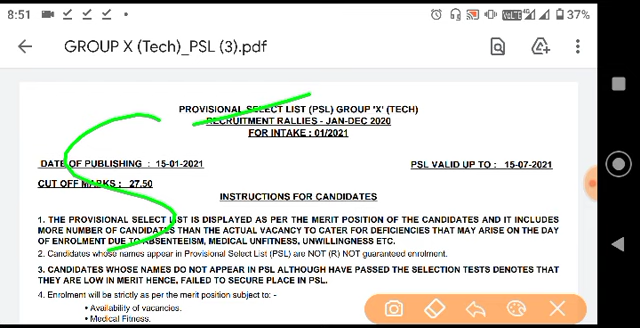 8:51
VoLTE 4G 37%
GROUP X (Tech)_PSL (3).pdf
PROVISIONAL SELECT LIST (PSL) GROUP 'X' (TECH)
RECRUITMENT RALLIES - JAN-DEC 2020
FOR INTAKE : 01/2021
DATE OF PUBLISHING : 15-01-2021 PSL VALID UP TO : 15-07-2021
CUT OFF MARKS : 27.50
INSTRUCTIONS FOR CANDIDATES
1. THE PROVISIONAL SELECT LIST IS DISPLAYED AS PER THE MERIT POSITION OF THE CANDIDATES AND IT INCLUDES
MORE NUMBER OF CANDIDATES THAN THE ACTUAL VACANCY TO CATER FOR DEFICIENCIES THAT MAY ARISE ON THE DAY
OF ENROLMENT DUE TO ABSENTEEISM, MEDICAL UNFITNESS, UNWILLINGNESS ETC.
2. Candidates whose names appear in Provisional Select List (PSL) are NOT (R) NOT guaranteed enrolment.
3. CANDIDATES WHOSE NAMES DO NOT APPEAR IN PSL ALTHOUGH HAVE PASSED THE SELECTION TESTS DENOTES THAT
THEY ARE LOW IN MERIT HENCE, FAILED TO SECURE PLACE IN PSL.
4. Enrolment will be strictly as per the merit position subject to: -
• Availability of vacancies.
• Medical Fitness.